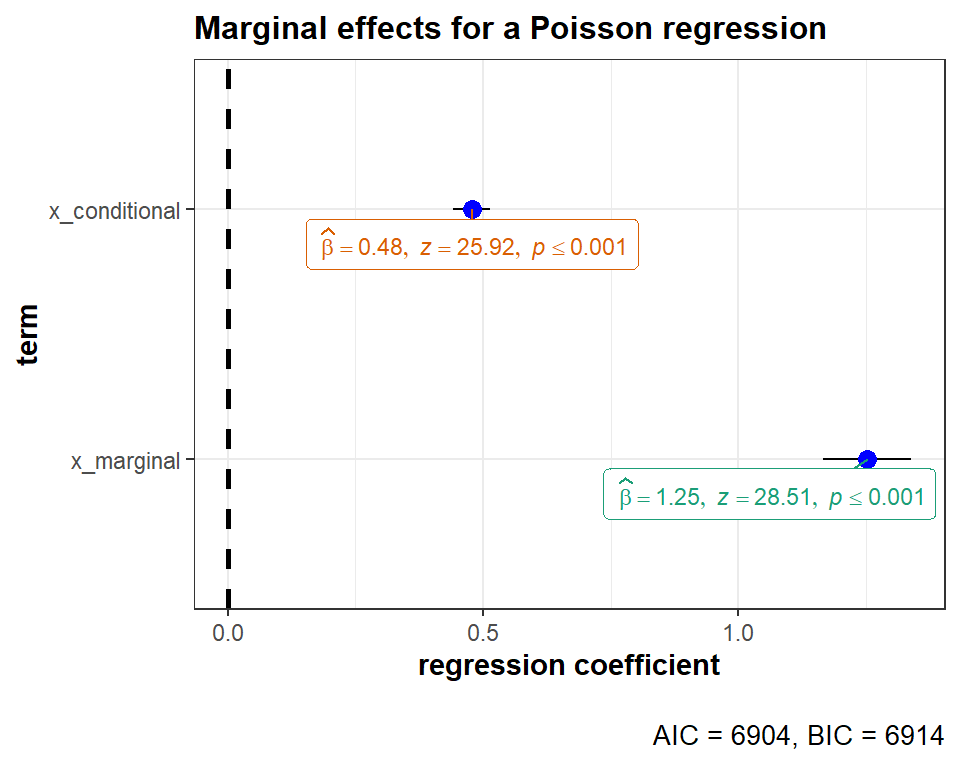 Marginal effects for a Poisson regression
x_conditional
β̂ = 0.48, z = 25.92, p ≤ 0.001
term
x_marginal
β̂ = 1.25, z = 28.51, p ≤ 0.001
0.0 0.5 1.0
regression coefficient
AIC = 6904, BIC = 6914